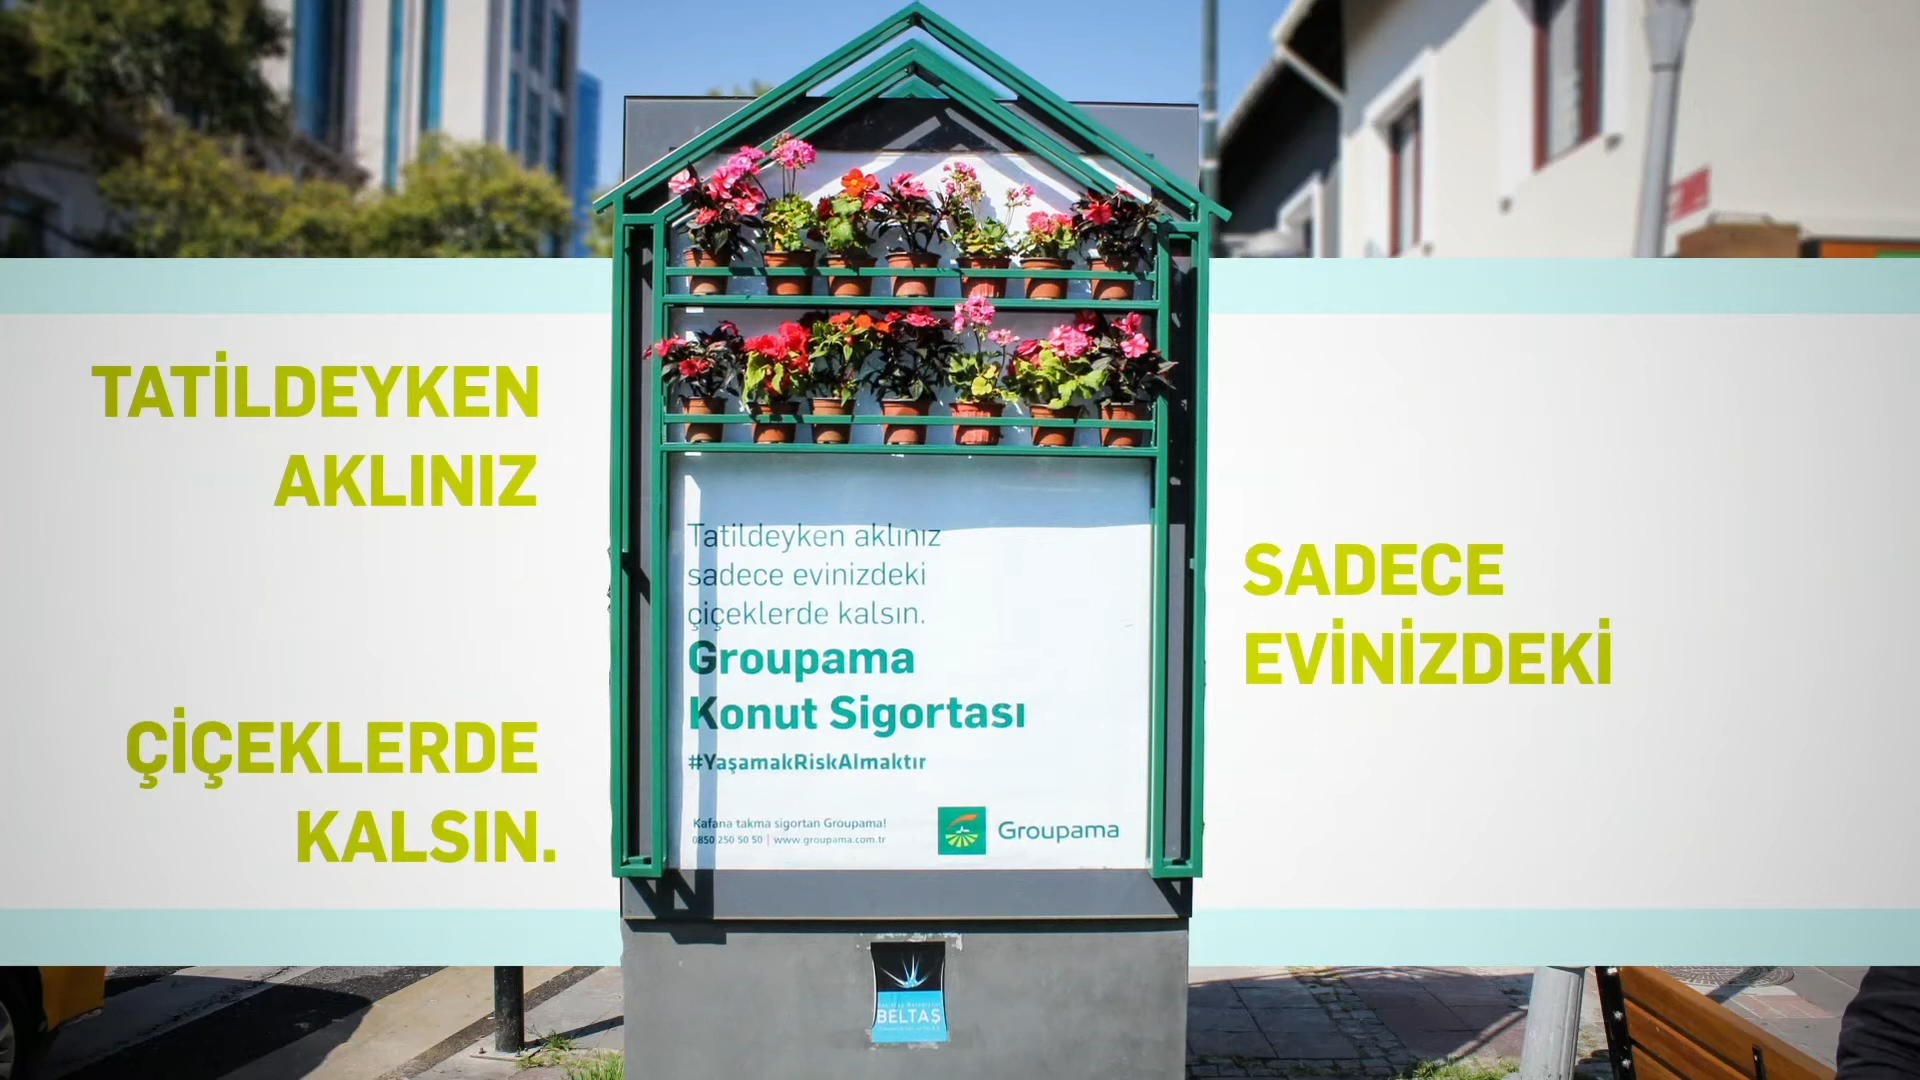 TATİLDEYKEN
AKLINIZ
SADECE
EVİNİZDEKİ
ÇİÇEKLERDE
KALSIN.
Tatildeyken aklınız
sadece evinizdeki
çiçeklerde kalsın.
Groupama
Konut Sigortası
#YaşamakRiskAlmaktır
Kafana takma sigortan Groupama!
0850 250 50 50 | www.groupama.com.tr
Groupama
BELTAŞ